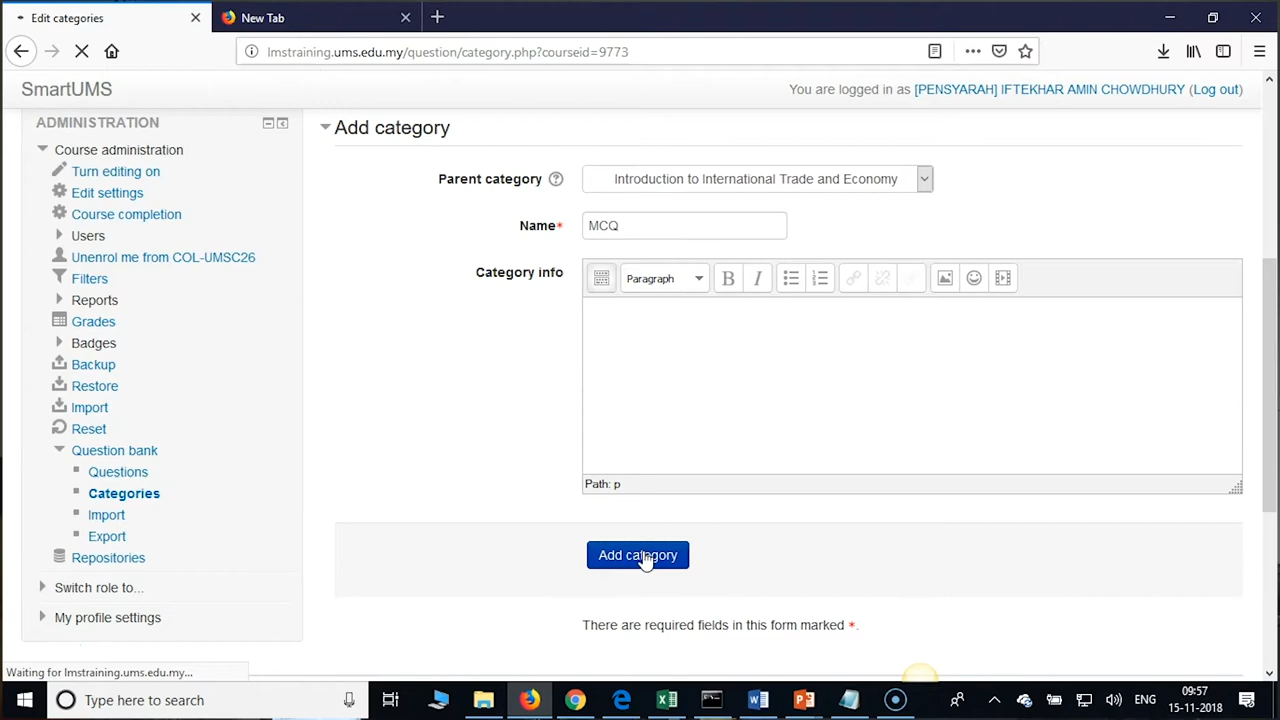 Edit categories
New Tab
lmstraining.ums.edu.my/question/category.php?courseid=9773
SmartUMS
You are logged in as [PENSYARAH] IFTEKHAR AMIN CHOWDHURY (Log out)
ADMINISTRATION
Course administration
Turn editing on
Edit settings
Course completion
Users
Unenrol me from COL-UMSC26
Filters
Reports
Grades
Badges
Backup
Restore
Import
Reset
Question bank
Questions
Categories
Import
Export
Repositories
Switch role to...
My profile settings
Add category
Parent category
Introduction to International Trade and Economy
Name*
MCQ
Category info
Paragraph
B I
Path: p
Add category
There are required fields in this form marked *.
Waiting for lmstraining.ums.edu.my...
Type here to search
ENG
09:57
15-11-2018